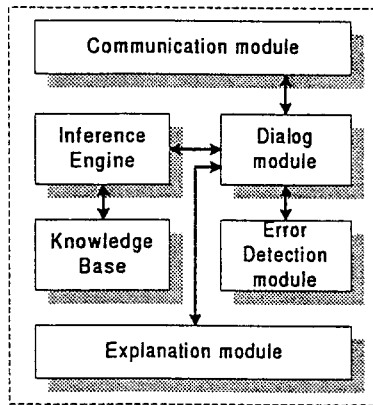 Communication module
Inference
Engine
Dialog
module
Knowledge
Base
Error
Detection
module
Explanation module